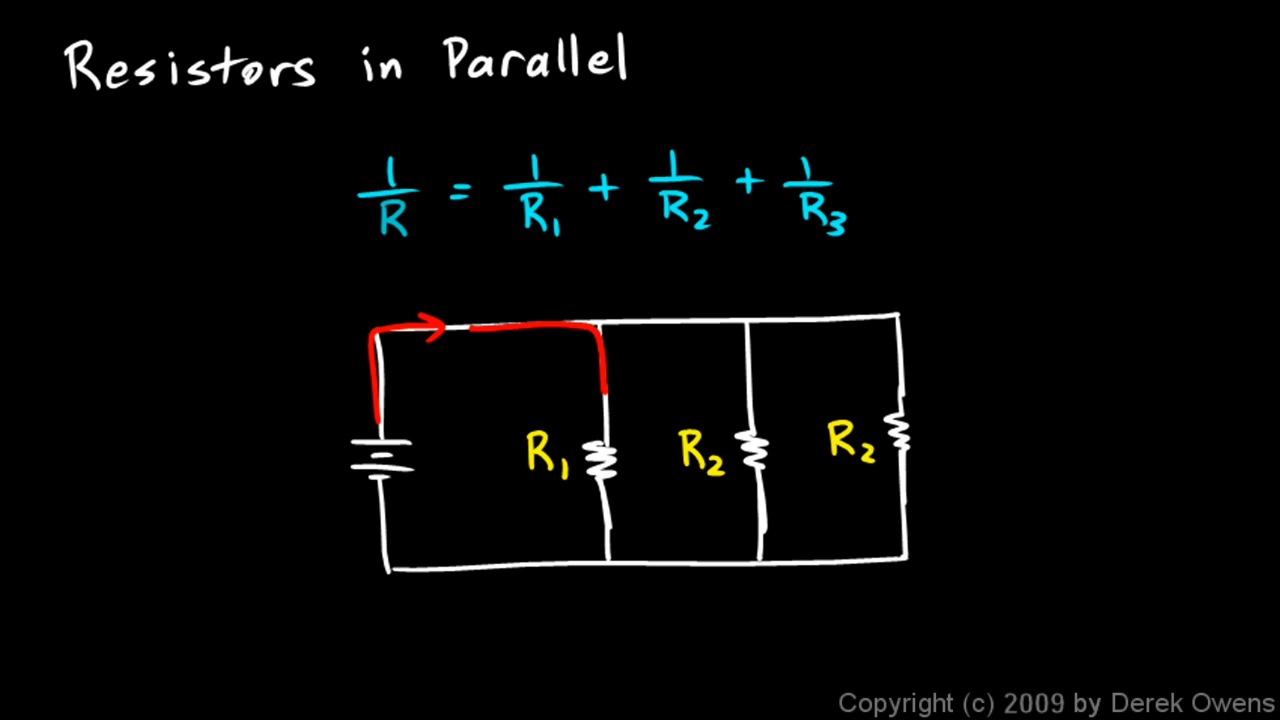 Resistors in Parallel
1/R = 1/R₁ + 1/R₂ + 1/R₃
R₁ R₂ R₂
Copyright (c) 2009 by Derek Owens